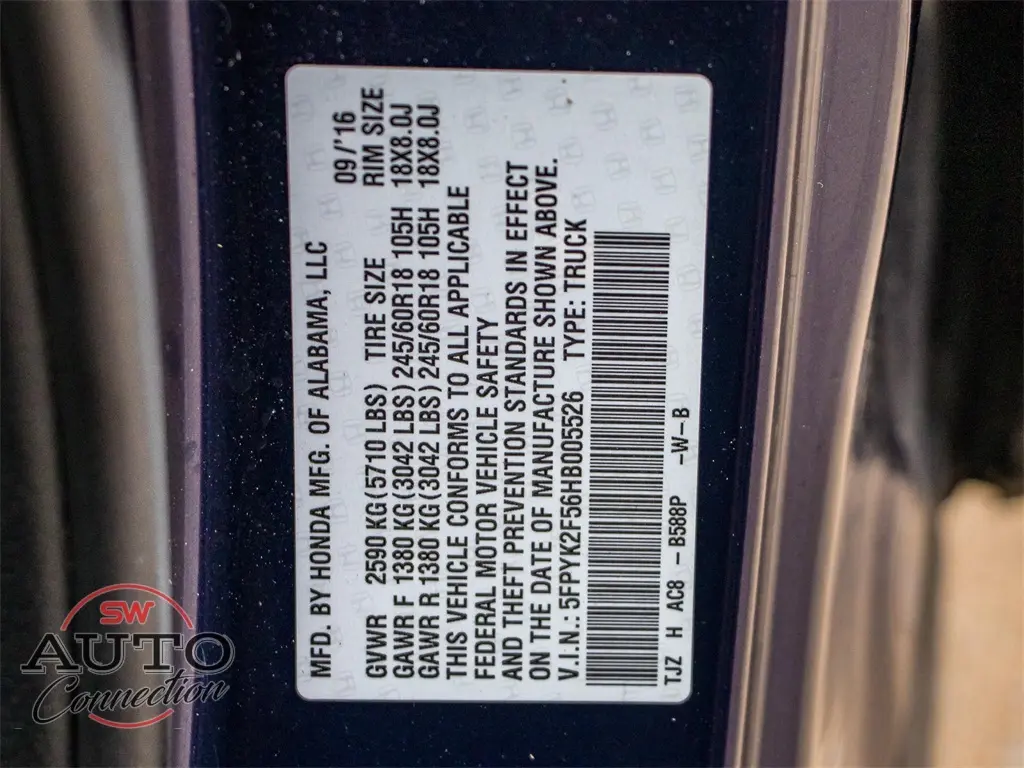 MFD. BY HONDA MFG. OF ALABAMA, LLC 09/'16
GVWR 2590 KG(5710 LBS) TIRE SIZE RIM SIZE
GAWR F 1380 KG(3042 LBS)245/60R18 105H 18X8.0J
GAWR R 1380 KG(3042 LBS)245/60R18 105H 18X8.0J
THIS VEHICLE CONFORMS TO ALL APPLICABLE
FEDERAL MOTOR VEHICLE SAFETY
AND THEFT PREVENTION STANDARDS IN EFFECT
ON THE DATE OF MANUFACTURE SHOWN ABOVE.
V.I.N.: 5FPYK2F56HB005526 TYPE: TRUCK
TJZ H AC8 - B588P -W-B
SW
AUTO
Connection